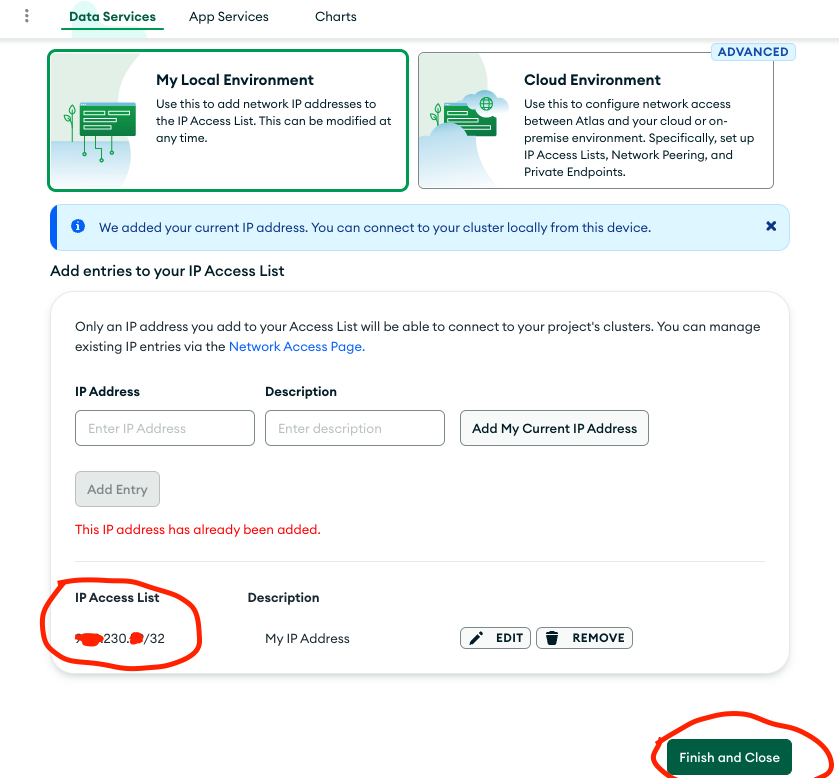 Data Services App Services Charts
ADVANCED
My Local Environment
Use this to add network IP addresses to
the IP Access List. This can be modified at
any time.
Cloud Environment
Use this to configure network access
between Atlas and your cloud or on-
premise environment. Specifically, set up
IP Access Lists, Network Peering, and
Private Endpoints.
We added your current IP address. You can connect to your cluster locally from this device.
Add entries to your IP Access List
Only an IP address you add to your Access List will be able to connect to your project's clusters. You can manage
existing IP entries via the Network Access Page.
IP Address Description
Enter IP Address Enter description Add My Current IP Address
Add Entry
This IP address has already been added.
IP Access List Description
.230. /32 My IP Address EDIT REMOVE
Finish and Close